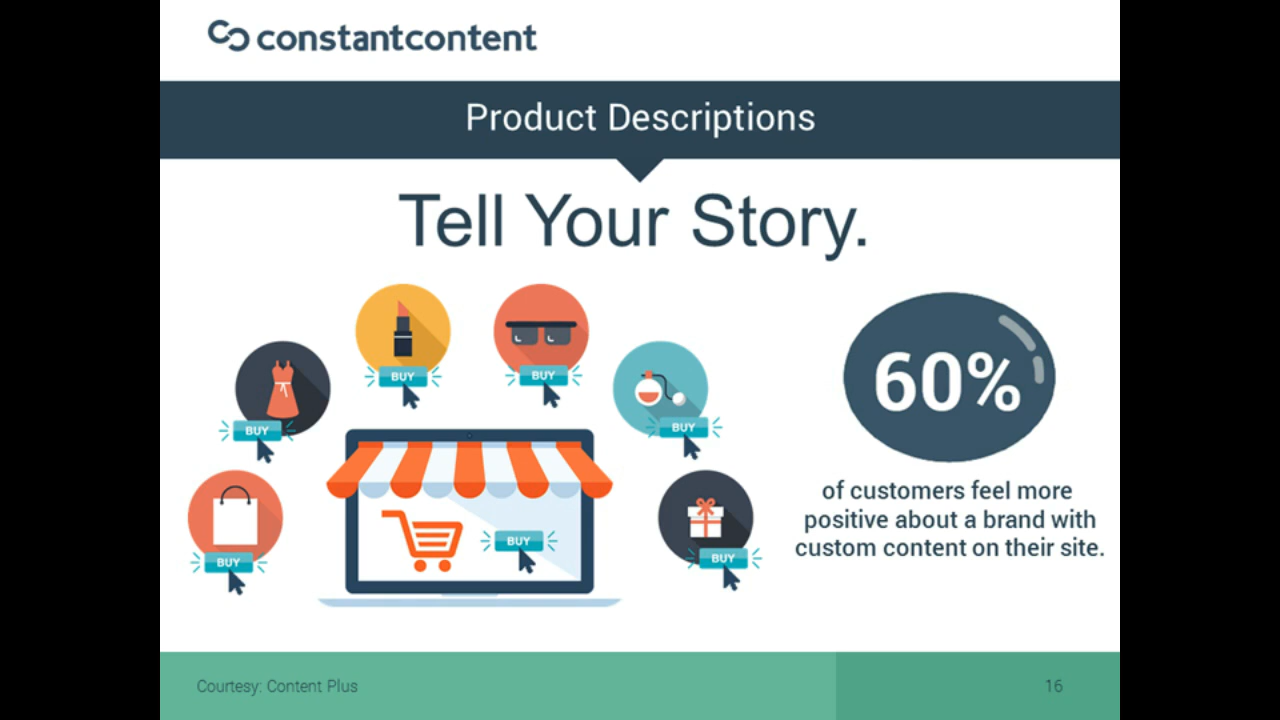 constantcontent
Product Descriptions
Tell Your Story.
BUY
BUY
BUY
BUY
BUY
BUY
BUY
60%
of customers feel more
positive about a brand with
custom content on their site.
Courtesy: Content Plus
16